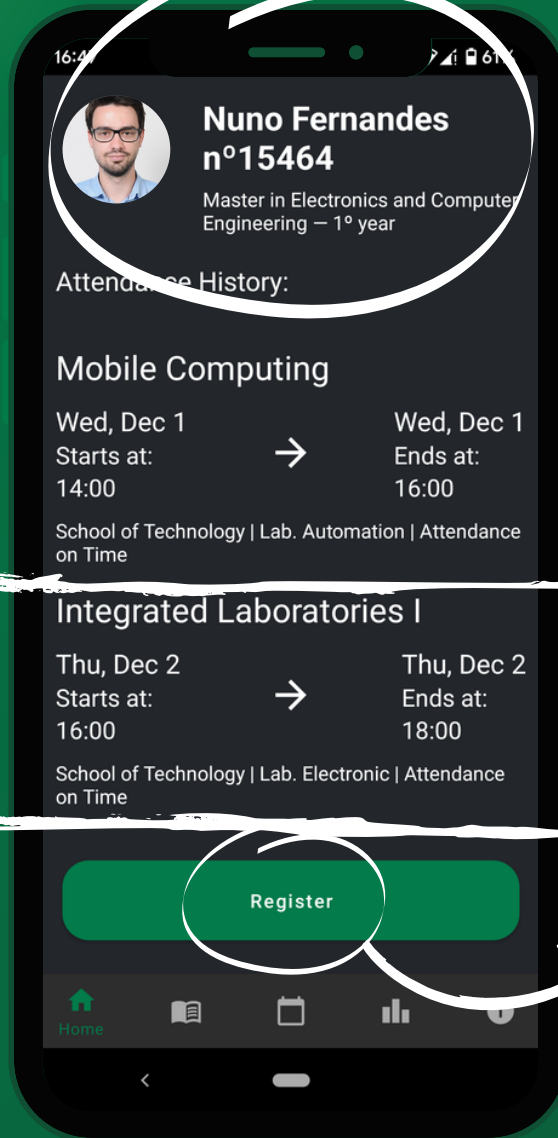 16:47
61%
Nuno Fernandes
nº15464
Master in Electronics and Computer
Engineering — 1º year
Attendance History:
Mobile Computing
Wed, Dec 1
Wed, Dec 1
Starts at:
Ends at:
14:00
16:00
School of Technology | Lab. Automation | Attendance
on Time
Integrated Laboratories I
Thu, Dec 2
Thu, Dec 2
Starts at:
Ends at:
16:00
18:00
School of Technology | Lab. Electronic | Attendance
on Time
Register
Home